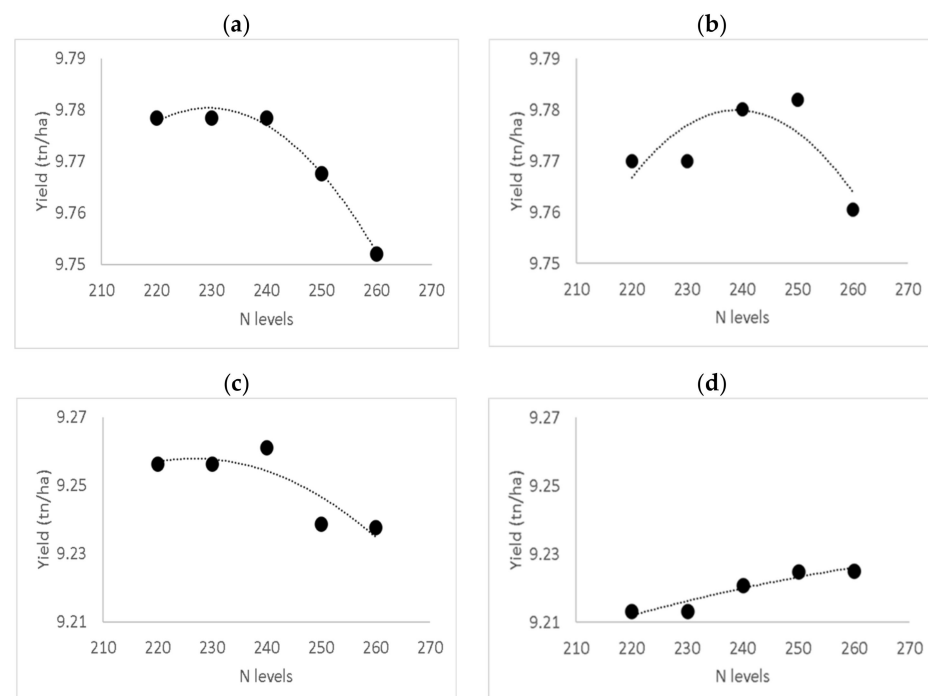 (a)
9.79
9.78
9.77
9.76
9.75
Yield (tn/ha)
210 220 230 240 250 260 270
N levels
(b)
9.79
9.78
9.77
9.76
9.75
Yield (tn/ha)
210 220 230 240 250 260 270
N levels
(c)
9.27
9.25
9.23
9.21
Yield (tn/ha)
210 220 230 240 250 260 270
N levels
(d)
9.27
9.25
9.23
9.21
Yield (tn/ha)
210 220 230 240 250 260 270
N levels